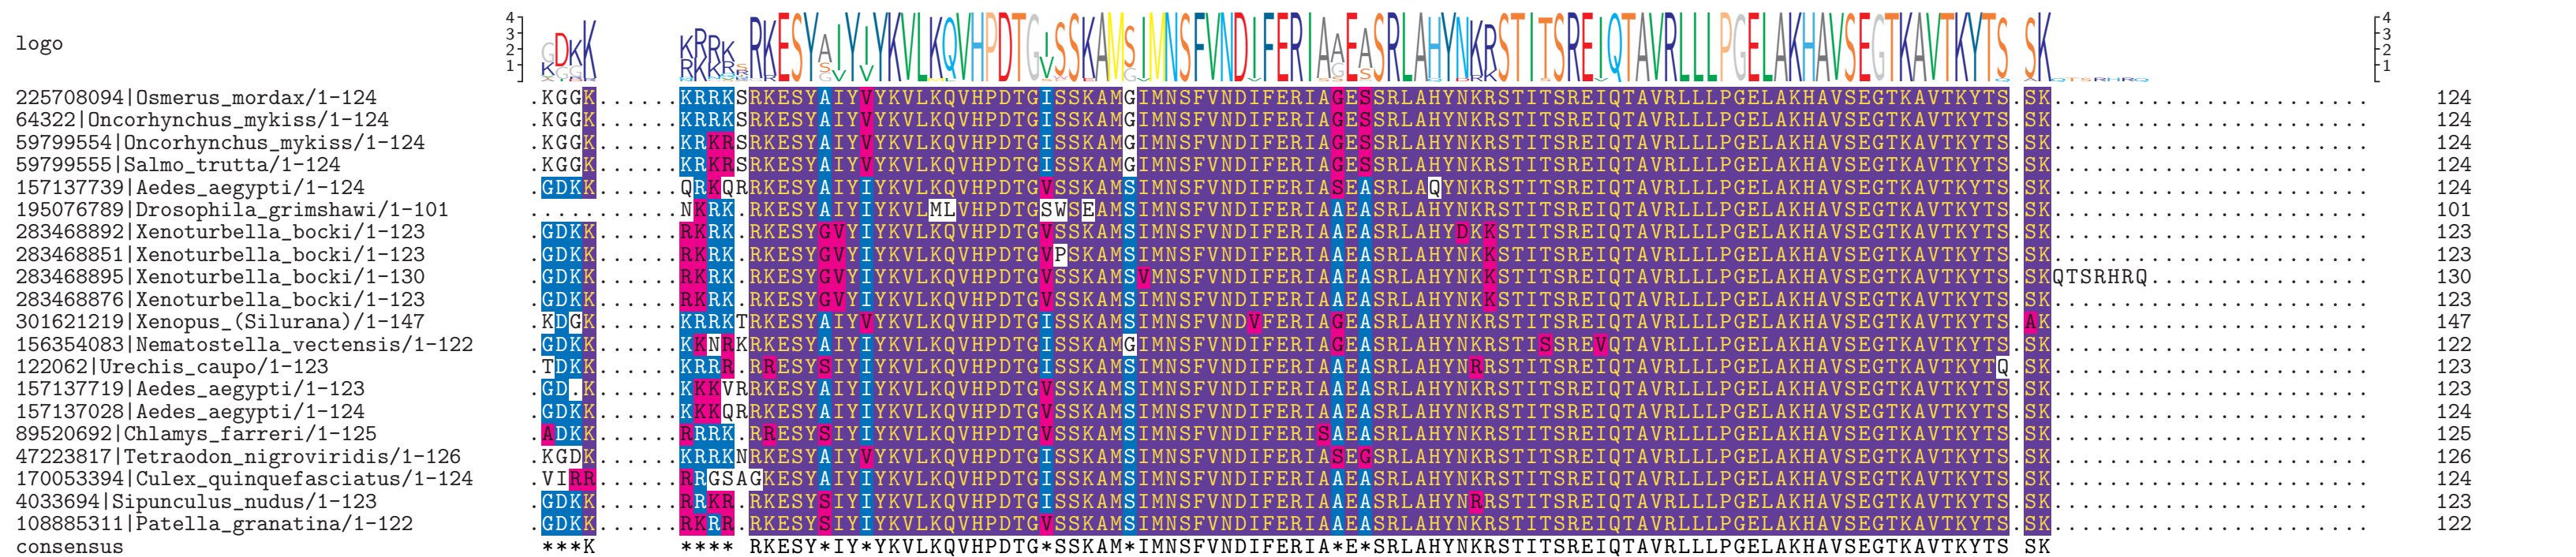 4 4
3 3
logo
2 2
1 1
225708094|Osmerus_mordax/1-124 .KGGK......KRRKSRKESYAIYVYKVLKQVHPDTGISSKAMGIMNSFVNDIFERIAGESSRLAHYNKRSTITSREIQTAVRLLLPGELAKHAVSEGTKAVTKYTS.SK....................... 124
64322|Oncorhynchus_mykiss/1-124 .KGGK......KRRKSRKESYAIYVYKVLKQVHPDTGISSKAMGIMNSFVNDIFERIAGESSRLAHYNKRSTITSREIQTAVRLLLPGELAKHAVSEGTKAVTKYTS.SK....................... 124
59799554|Oncorhynchus_mykiss/1-124 .KGGK......KRKRSRKESYAIYVYKVLKQVHPDTGISSKAMGIMNSFVNDIFERIAGESSRLAHYNKRSTITSREIQTAVRLLLPGELAKHAVSEGTKAVTKYTS.SK....................... 124
59799555|Salmo_trutta/1-124 .KGGK......KRKRSRKESYAIYVYKVLKQVHPDTGISSKAMGIMNSFVNDIFERIAGESSRLAHYNKRSTITSREIQTAVRLLLPGELAKHAVSEGTKAVTKYTS.SK....................... 124
157137739|Aedes_aegypti/1-124 .GDKK......QRKQRRKESYAIYIYKVLKQVHPDTGVSSKAMSIMNSFVNDIFERIASEASRLAQYNKRSTITSREIQTAVRLLLPGELAKHAVSEGTKAVTKYTS.SK....................... 124
195076789|Drosophila_grimshawi/1-101 ...........NKRK.RKESYAIYIYKVLMLVHPDTGSWSEAMSIMNSFVNDIFERIAAEASRLAHYNKRSTITSREIQTAVRLLLPGELAKHAVSEGTKAVTKYTS.SK....................... 101
283468892|Xenoturbella_bocki/1-123 .GDKK......RKRK.RKESYGVYIYKVLKQVHPDTGVSSKAMSIMNSFVNDIFERIAAEASRLAHYDKKSTITSREIQTAVRLLLPGELAKHAVSEGTKAVTKYTS.SK....................... 123
283468851|Xenoturbella_bocki/1-123 .GDKK......RKRK.RKESYGVYIYKVLKQVHPDTGVPSKAMSIMNSFVNDIFERIAAEASRLAHYNKKSTITSREIQTAVRLLLPGELAKHAVSEGTKAVTKYTS.SK....................... 123
283468895|Xenoturbella_bocki/1-130 .GDKK......RKRK.RKESYGVYIYKVLKQVHPDTGVSSKAMSVMNSFVNDIFERIAAEASRLAHYNKKSTITSREIQTAVRLLLPGELAKHAVSEGTKAVTKYTS.SKQTSRHRQ................ 130
283468876|Xenoturbella_bocki/1-123 .GDKK......RKRK.RKESYGVYIYKVLKQVHPDTGVSSKAMSIMNSFVNDIFERIAAEASRLAHYNKKSTITSREIQTAVRLLLPGELAKHAVSEGTKAVTKYTS.SK....................... 123
301621219|Xenopus_(Silurana)/1-147 .KDGK......KRRKTRKESYAIYVYKVLKQVHPDTGISSKAMSIMNSFVNDVFERIAGEASRLAHYNKRSTITSREIQTAVRLLLPGELAKHAVSEGTKAVTKYTS.AK....................... 147
156354083|Nematostella_vectensis/1-122 .GDKK......KKNRKRKESYAIYIYKVLKQVHPDTGISSKAMGIMNSFVNDIFERIAGEASRLAHYNKRSTISSREVQTAVRLLLPGELAKHAVSEGTKAVTKYTS.SK....................... 122
122062|Urechis_caupo/1-123 .TDKK......KRRR.RRESYSIYIYKVLKQVHPDTGISSKAMSIMNSFVNDIFERIAAEASRLAHYNRRSTITSREIQTAVRLLLPGELAKHAVSEGTKAVTKYTQ.SK....................... 123
157137719|Aedes_aegypti/1-123 .GD.K......KKKVRRKESYAIYIYKVLKQVHPDTGVSSKAMSIMNSFVNDIFERIAAEASRLAHYNKRSTITSREIQTAVRLLLPGELAKHAVSEGTKAVTKYTS.SK....................... 123
157137028|Aedes_aegypti/1-124 .GDKK......KKKQRRKESYAIYIYKVLKQVHPDTGVSSKAMSIMNSFVNDIFERIAAEASRLAHYNKRSTITSREIQTAVRLLLPGELAKHAVSEGTKAVTKYTS.SK....................... 124
89520692|Chlamys_farreri/1-125 .ADKK......RRRK.RRESYSIYIYKVLKQVHPDTGVSSKAMSIMNSFVNDIFERISAEASRLAHYNKRSTITSREIQTAVRLLLPGELAKHAVSEGTKAVTKYTS.SK....................... 125
47223817|Tetraodon_nigroviridis/1-126 .KGDK......KRRKNRKESYAIYVYKVLKQVHPDTGISSKAMSIMNSFVNDIFERIASEGSRLAHYNKRSTITSREIQTAVRLLLPGELAKHAVSEGTKAVTKYTS.SK....................... 126
170053394|Culex_quinquefasciatus/1-124 .VIRR......RRGSAGKESYAIYIYKVLKQVHPDTGISSKAMSIMNSFVNDIFERIAAEASRLAHYNKRSTITSREIQTAVRLLLPGELAKHAVSEGTKAVTKYTS.SK....................... 124
4033694|Sipunculus_nudus/1-123 .GDKK......RRKR.RKESYSIYIYKVLKQVHPDTGISSKAMSIMNSFVNDIFERIAAEASRLAHYNRRSTITSREIQTAVRLLLPGELAKHAVSEGTKAVTKYTS.SK....................... 123
108885311|Patella_granatina/1-122 .GDKK......RKRR.RKESYSIYIYKVLKQVHPDTGVSSKAMSIMNSFVNDIFERIAAEASRLAHYNKRSTITSREIQTAVRLLLPGELAKHAVSEGTKAVTKYTS.SK....................... 122
consensus ***K **** RKESY*IY*YKVLKQVHPDTG*SSKAM*IMNSFVNDIFERIA*E*SRLAHYNKRSTITSREIQTAVRLLLPGELAKHAVSEGTKAVTKYTS SK